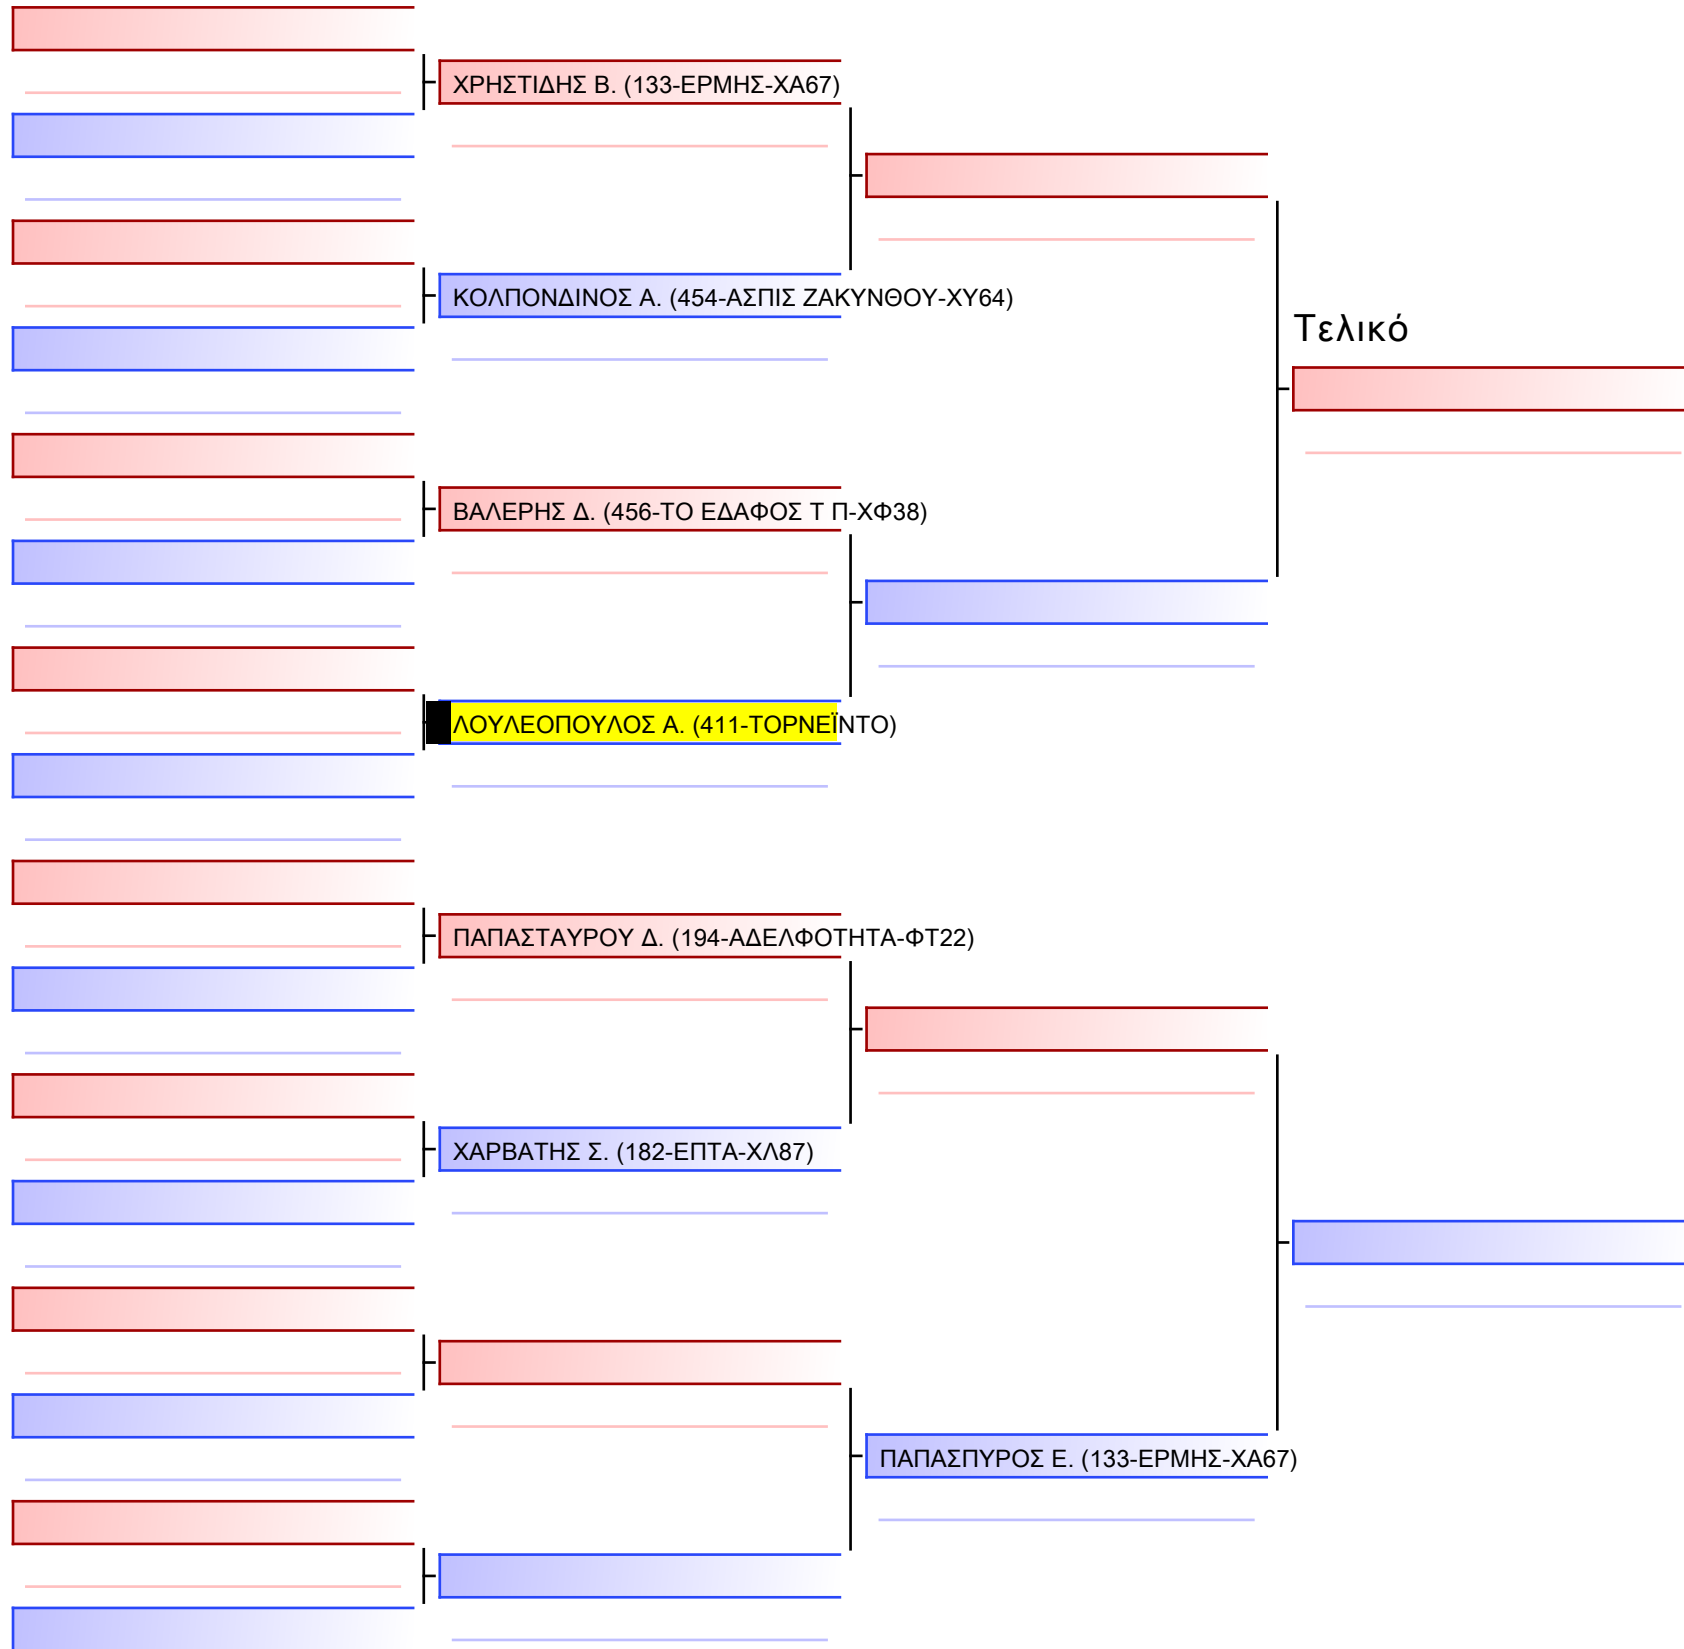 ΧΡΗΣΤΙΔΗΣ Β. (133-ΕΡΜΗΣ-ΧΑ67)
ΚΟΛΠΟΝΔΙΝΟΣ Α. (454-ΑΣΠΙΣ ΖΑΚΥΝΘΟΥ-ΧΥ64)
Τελικό
ΒΑΛΕΡΗΣ Δ. (456-ΤΟ ΕΔΑΦΟΣ Τ Π-ΧΦ38)
ΛΟΥΛΕΟΠΟΥΛΟΣ Α. (411-ΤΟΡΝΕΪΝΤΟ)
ΠΑΠΑΣΤΑΥΡΟΥ Δ. (194-ΑΔΕΛΦΟΤΗΤΑ-ΦΤ22)
ΧΑΡΒΑΤΗΣ Σ. (182-ΕΠΤΑ-ΧΛ87)
ΠΑΠΑΣΠΥΡΟΣ Ε. (133-ΕΡΜΗΣ-ΧΑ67)